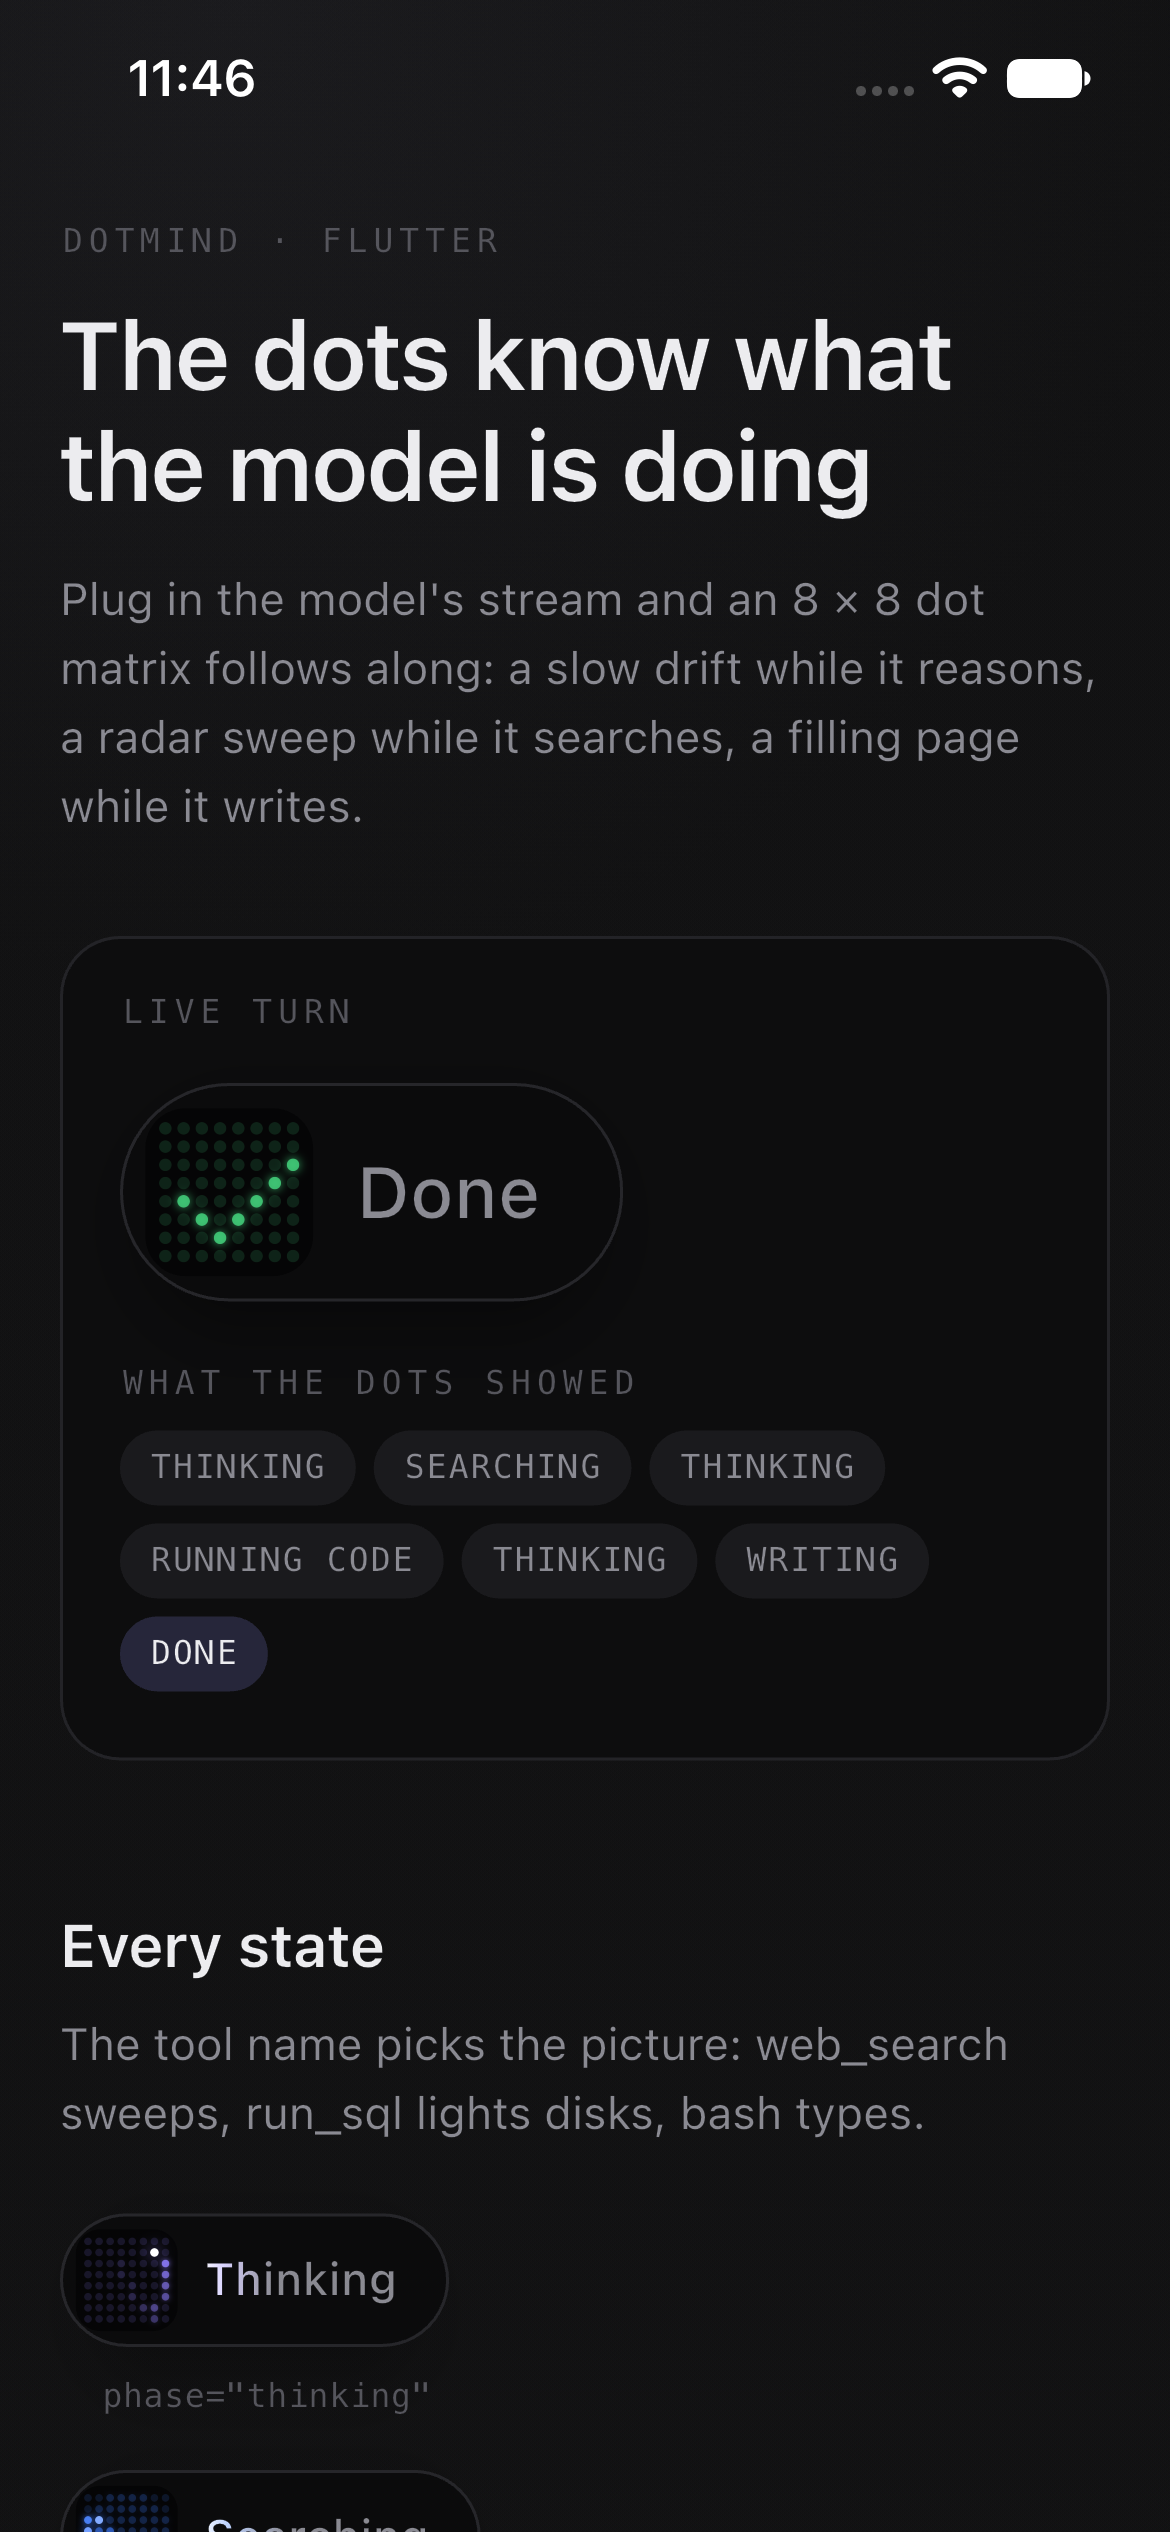 11:46
DOTMIND · FLUTTER
The dots know what
the model is doing
Plug in the model's stream and an 8 × 8 dot
matrix follows along: a slow drift while it reasons,
a radar sweep while it searches, a filling page
while it writes.
LIVE TURN
Done
WHAT THE DOTS SHOWED
THINKING SEARCHING THINKING
RUNNING CODE THINKING WRITING
DONE
Every state
The tool name picks the picture: web_search
sweeps, run_sql lights disks, bash types.
Thinking
phase="thinking"
Searching